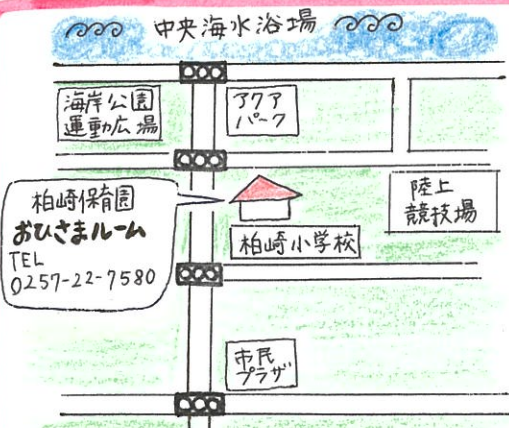 中央海水浴場
海岸公園
運動広場
アクア
パーク
柏崎保育園
おひさまルーム
TEL
0257-22-7580
陸上
競技場
柏崎小学校
市民
プラザ